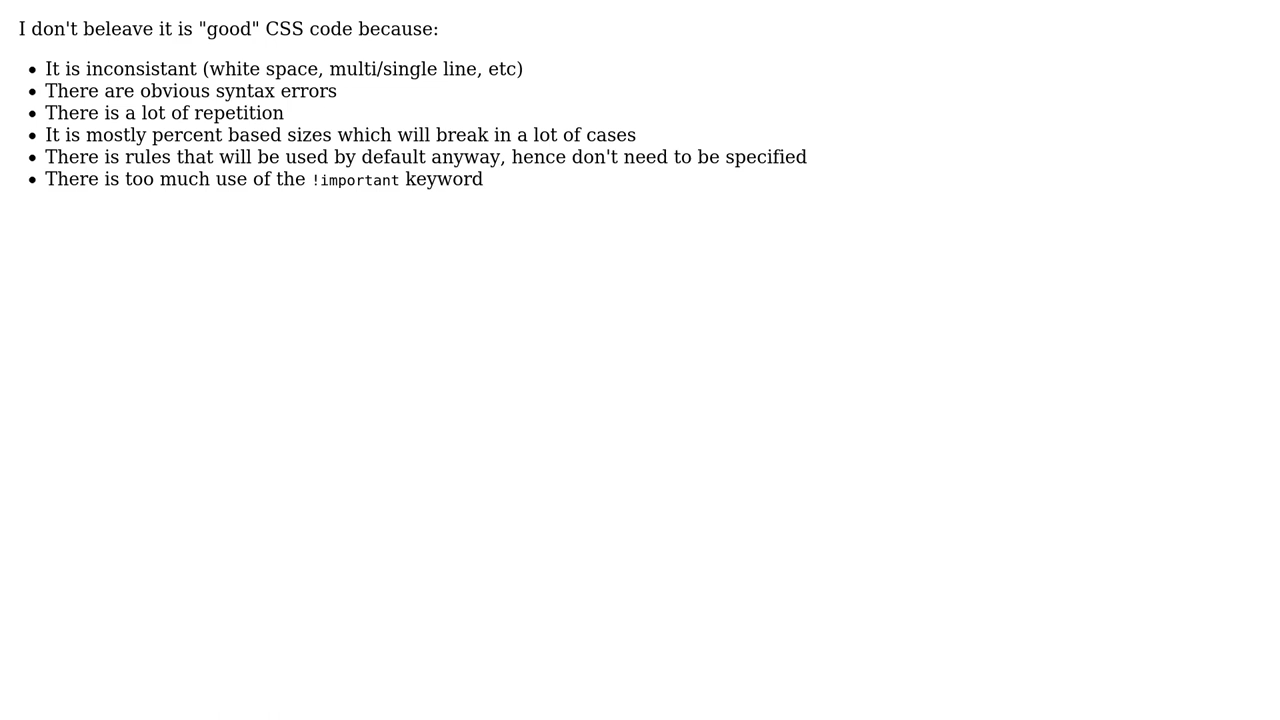 I don't beleave it is "good" CSS code because:
• It is inconsistant (white space, multi/single line, etc)
• There are obvious syntax errors
• There is a lot of repetition
• It is mostly percent based sizes which will break in a lot of cases
• There is rules that will be used by default anyway, hence don't need to be specified
• There is too much use of the !important keyword